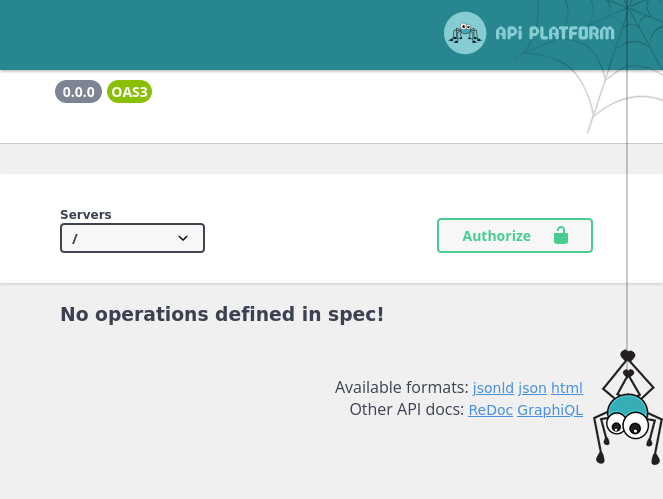 APi PLATFORM
0.0.0 OAS3
Servers
/
Authorize
No operations defined in spec!
Available formats: jsonld json html
Other API docs: ReDoc GraphiQL